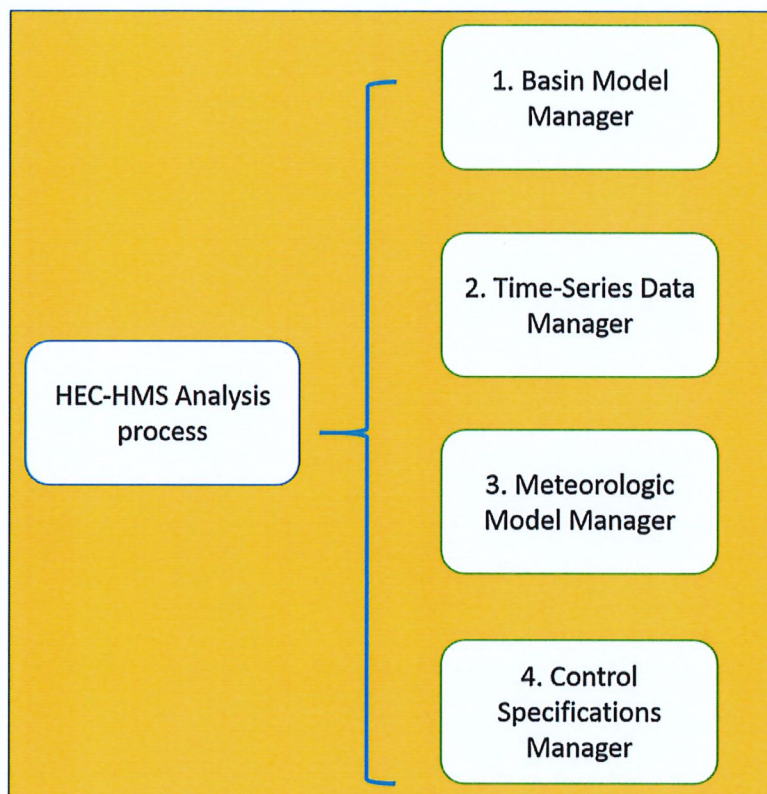 1. Basin Model
Manager
2. Time-Series Data
Manager
HEC-HMS Analysis
process
3. Meteorologic
Model Manager
4. Control
Specifications
Manager